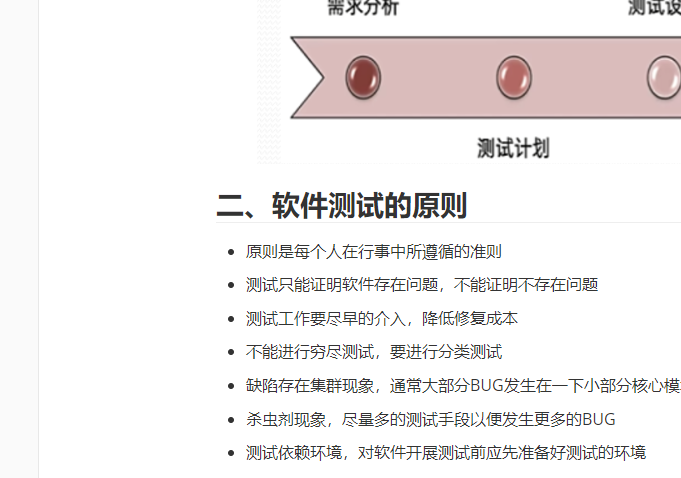 需求分析
测试设
测试计划
二、软件测试的原则
原则是每个人在行事中所遵循的准则
测试只能证明软件存在问题，不能证明不存在问题
测试工作要尽早的介入，降低修复成本
不能进行穷尽测试，要进行分类测试
缺陷存在集群现象，通常大部分BUG发生在一下小部分核心模
杀虫剂现象，尽量多的测试手段以便发生更多的BUG
测试依赖环境，对软件开展测试前应先准备好测试的环境